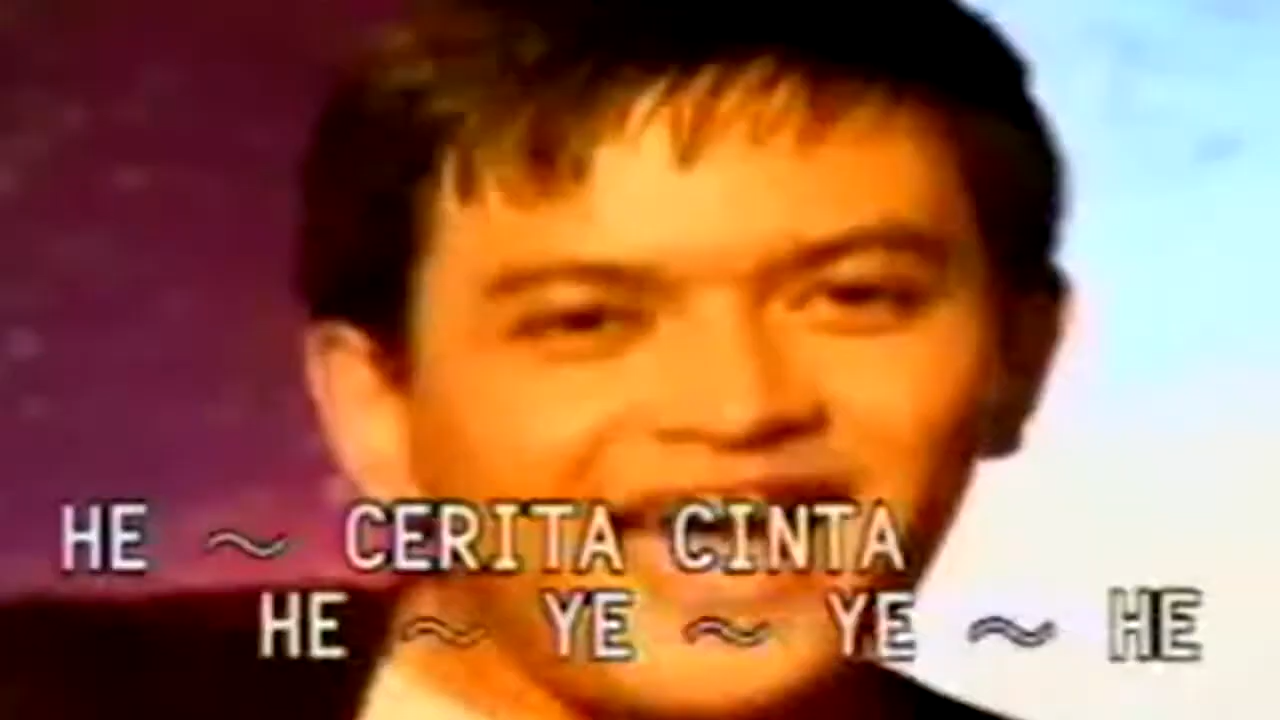 HE ~ CERITA CINTA
HE ~ YE ~ YE ~ HE